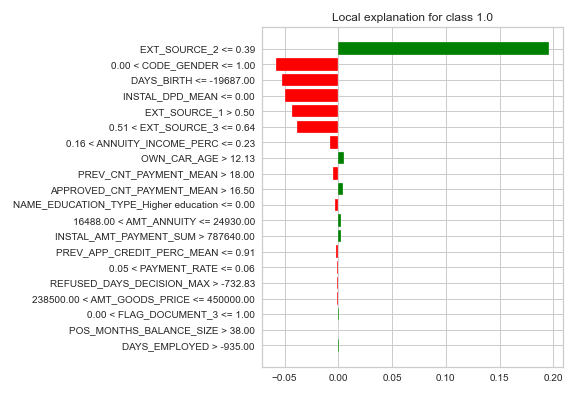 Local explanation for class 1.0
EXT_SOURCE_2 <= 0.39
0.00 < CODE_GENDER <= 1.00
DAYS_BIRTH <= -19687.00
INSTAL_DPD_MEAN <= 0.00
EXT_SOURCE_1 > 0.50
0.51 < EXT_SOURCE_3 <= 0.64
0.16 < ANNUITY_INCOME_PERC <= 0.23
OWN_CAR_AGE > 12.13
PREV_CNT_PAYMENT_MEAN > 18.00
APPROVED_CNT_PAYMENT_MEAN > 16.50
NAME_EDUCATION_TYPE_Higher education <= 0.00
16488.00 < AMT_ANNUITY <= 24930.00
INSTAL_AMT_PAYMENT_SUM > 787640.00
PREV_APP_CREDIT_PERC_MEAN <= 0.91
0.05 < PAYMENT_RATE <= 0.06
REFUSED_DAYS_DECISION_MAX > -732.83
238500.00 < AMT_GOODS_PRICE <= 450000.00
0.00 < FLAG_DOCUMENT_3 <= 1.00
POS_MONTHS_BALANCE_SIZE > 38.00
DAYS_EMPLOYED > -935.00
−0.05 0.00 0.05 0.10 0.15 0.20